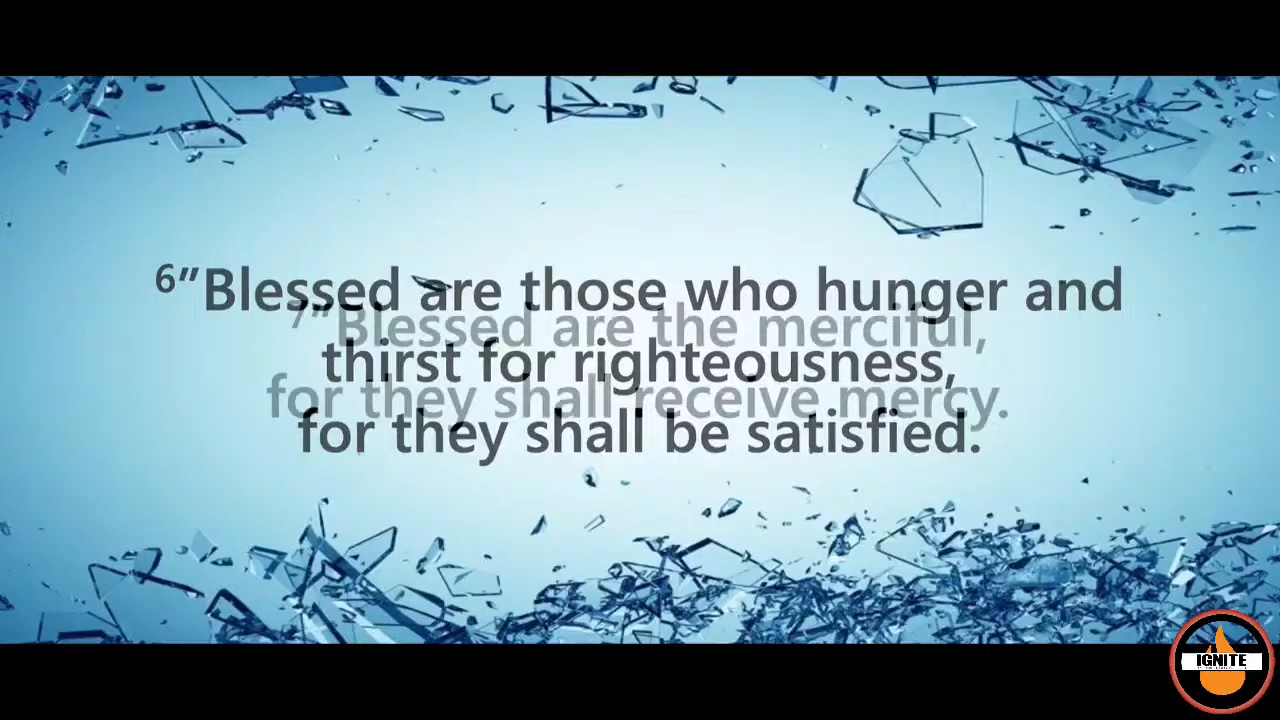 ⁶”Blessed are those who hunger and
thirst for righteousness,
for they shall be satisfied.
⁷”Blessed are the merciful,
for they shall receive mercy.
IGNITE